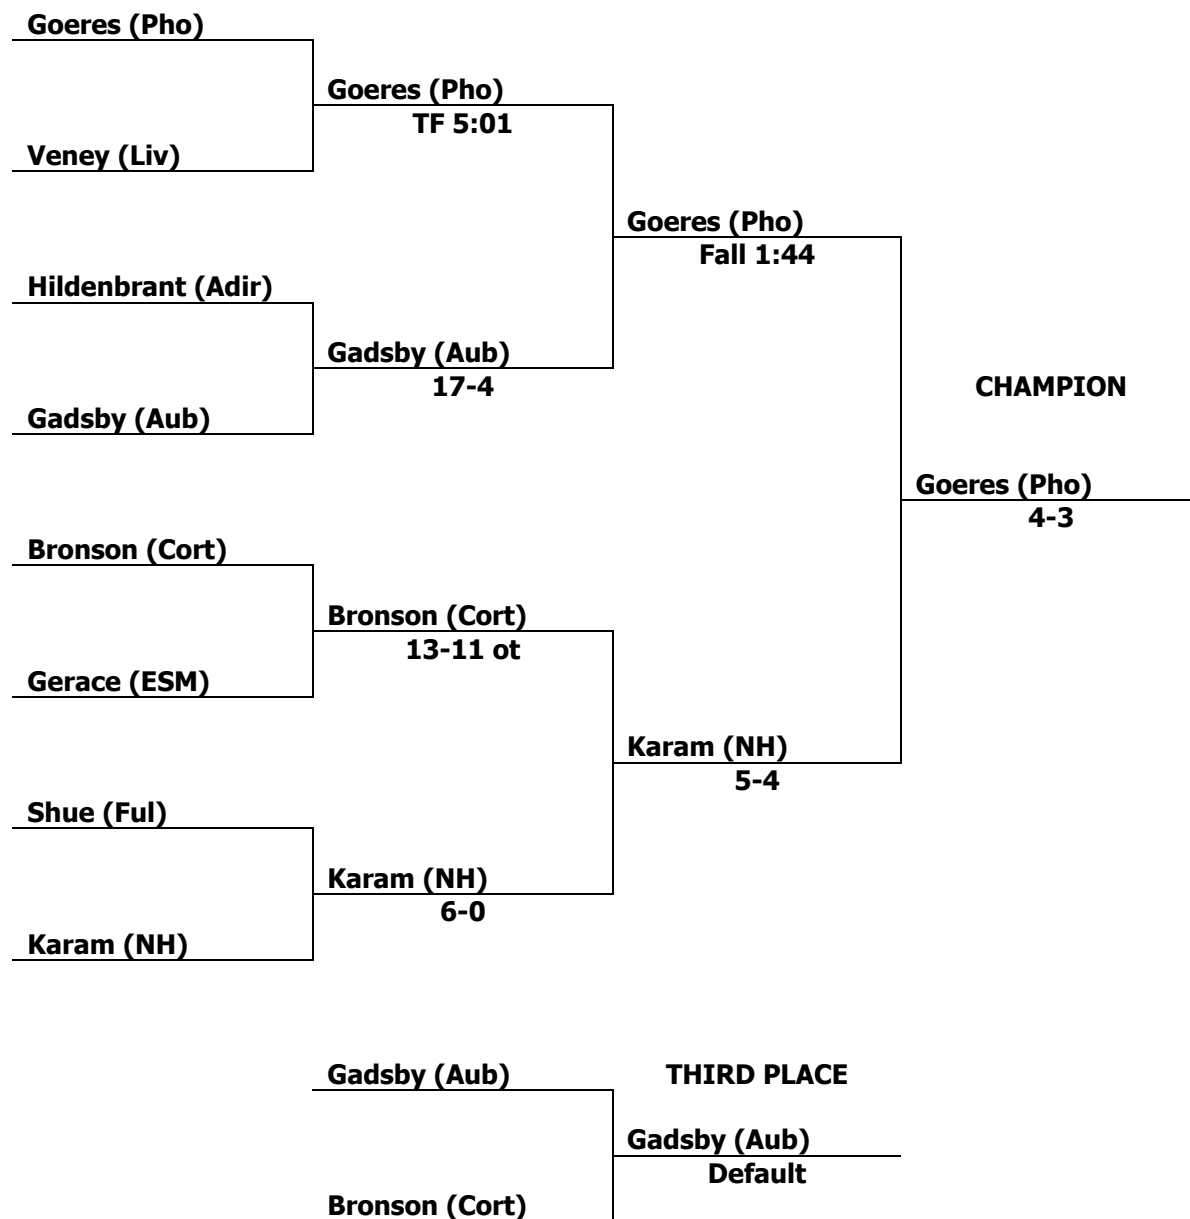 Goeres (Pho)
Goeres (Pho)
TF 5:01
Veney (Liv)
Goeres (Pho)
Fall 1:44
Hildenbrant (Adir)
Gadsby (Aub)
17-4
CHAMPION
Gadsby (Aub)
Goeres (Pho)
4-3
Bronson (Cort)
Bronson (Cort)
13-11 ot
Gerace (ESM)
Karam (NH)
5-4
Shue (Ful)
Karam (NH)
6-0
Karam (NH)
Gadsby (Aub)
THIRD PLACE
Gadsby (Aub)
Default
Bronson (Cort)